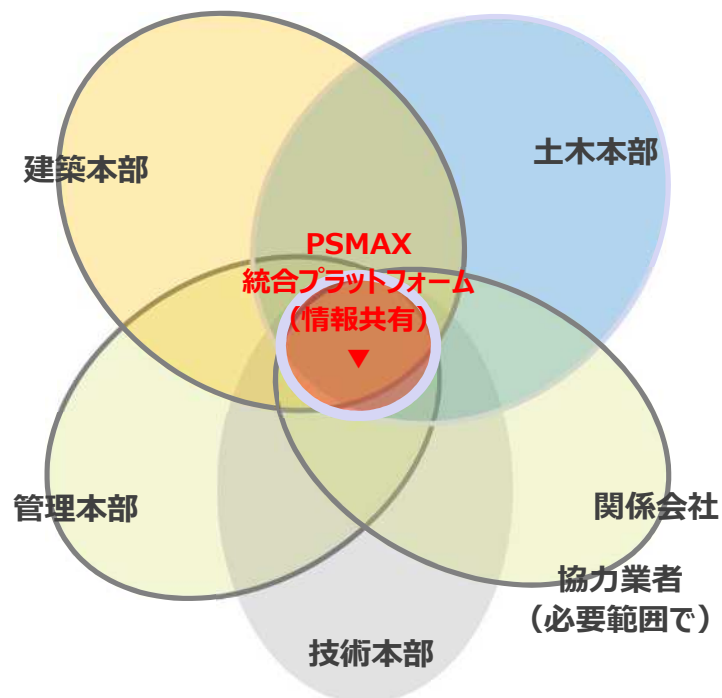 建築本部
土木本部
PSMAX
統合プラットフォーム
（情報共有）
▼
管理本部
関係会社
協力業者
（必要範囲で）
技術本部